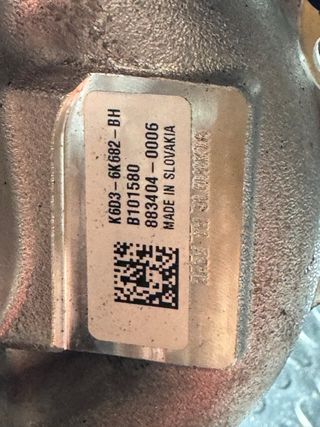 K6D3-6K682-BH
B101580
883404-0006
MADE IN SLOVAKIA